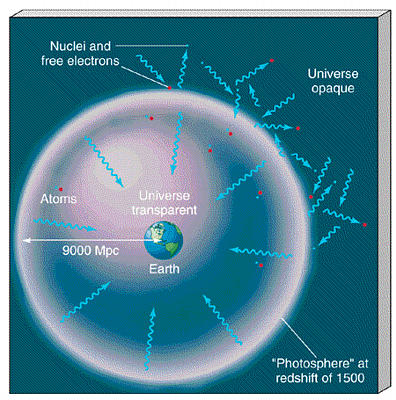 Nuclei and
free electrons
Universe
opaque
Atoms
Universe
transparent
9000 Mpc
Earth
"Photosphere" at
redshift of 1500